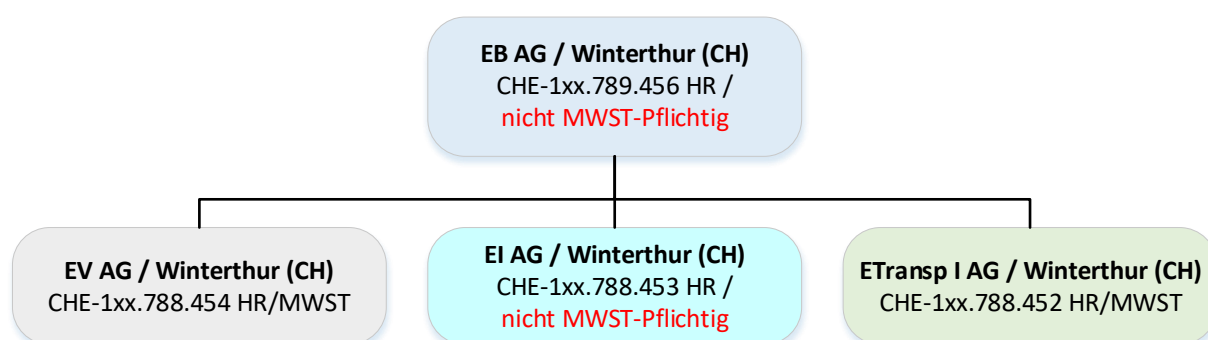 EB AG / Winterthur (CH)
CHE-1xx.789.456 HR /
nicht MWST-Pflichtig
EV AG / Winterthur (CH)
CHE-1xx.788.454 HR/MWST
EI AG / Winterthur (CH)
CHE-1xx.788.453 HR /
nicht MWST-Pflichtig
ETransp I AG / Winterthur (CH)
CHE-1xx.788.452 HR/MWST